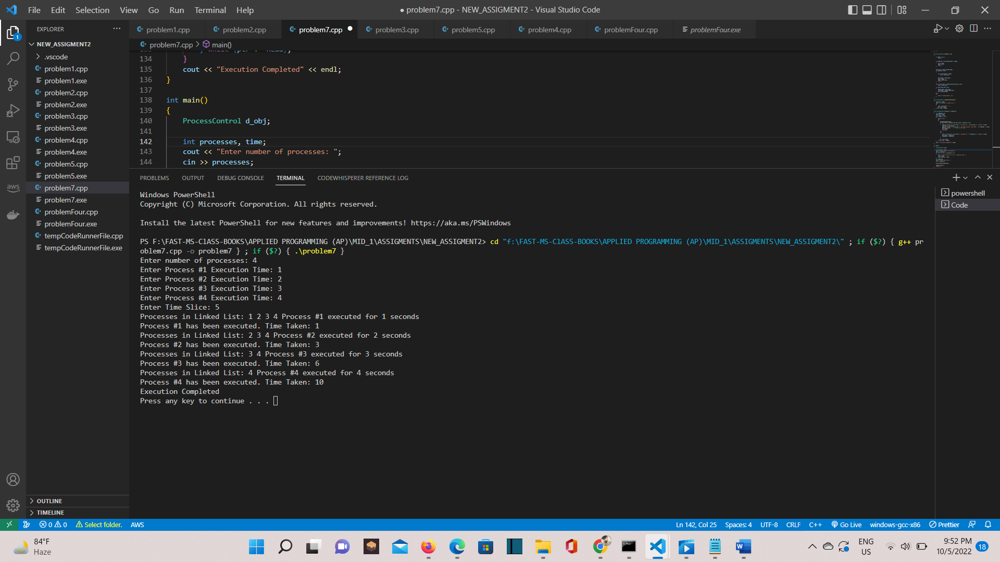 File Edit Selection View Go Run Terminal Help
● problem7.cpp - NEW_ASSIGMENT2 - Visual Studio Code
EXPLORER
problem1.cpp problem2.cpp problem7.cpp problem3.cpp problem5.cpp problem4.cpp problemFour.cpp problemFour.exe
problem7.cpp > main()
1
NEW_ASSIGMENT2
.vscode
problem1.cpp
problem1.exe
problem2.cpp
problem2.exe
problem3.cpp
problem3.exe
problem4.cpp
problem4.exe
problem5.cpp
problem5.exe
problem7.cpp
problem7.exe
problemFour.cpp
problemFour.exe
tempCodeRunnerFile.cpp
tempCodeRunnerFile.exe
aws
OUTLINE
TIMELINE
134 }
135 cout << "Execution Completed" << endl;
136 }
137
138 int main()
139 {
140 ProcessControl d_obj;
141
142 int processes, time;
143 cout << "Enter number of processes: ";
144 cin >> processes;
PROBLEMS OUTPUT DEBUG CONSOLE TERMINAL CODEWHISPERER REFERENCE LOG
powershell
Code
Windows PowerShell
Copyright (C) Microsoft Corporation. All rights reserved.
Install the latest PowerShell for new features and improvements! https://aka.ms/PSWindows
PS F:\FAST-MS-ClASS-BOOKS\APPLIED PROGRAMMING (AP)\MID_1\ASSIGMENTS\NEW_ASSIGMENT2> cd "f:\FAST-MS-ClASS-BOOKS\APPLIED PROGRAMMING (AP)\MID_1\ASSIGMENTS\NEW_ASSIGMENT2\" ; if ($?) { g++ pr
oblem7.cpp -o problem7 } ; if ($?) { .\problem7 }
Enter number of processes: 4
Enter Process #1 Execution Time: 1
Enter Process #2 Execution Time: 2
Enter Process #3 Execution Time: 3
Enter Process #4 Execution Time: 4
Enter Time Slice: 5
Processes in Linked List: 1 2 3 4 Process #1 executed for 1 seconds
Process #1 has been executed. Time Taken: 1
Processes in Linked List: 2 3 4 Process #2 executed for 2 seconds
Process #2 has been executed. Time Taken: 3
Processes in Linked List: 3 4 Process #3 executed for 3 seconds
Process #3 has been executed. Time Taken: 6
Processes in Linked List: 4 Process #4 executed for 4 seconds
Process #4 has been executed. Time Taken: 10
Execution Completed
Press any key to continue . . .
0 0 Select folder. AWS
Ln 142, Col 25 Spaces: 4 UTF-8 CRLF C++ Go Live windows-gcc-x86 Prettier
84°F
Haze
ENG
US
9:52 PM
10/5/2022
18